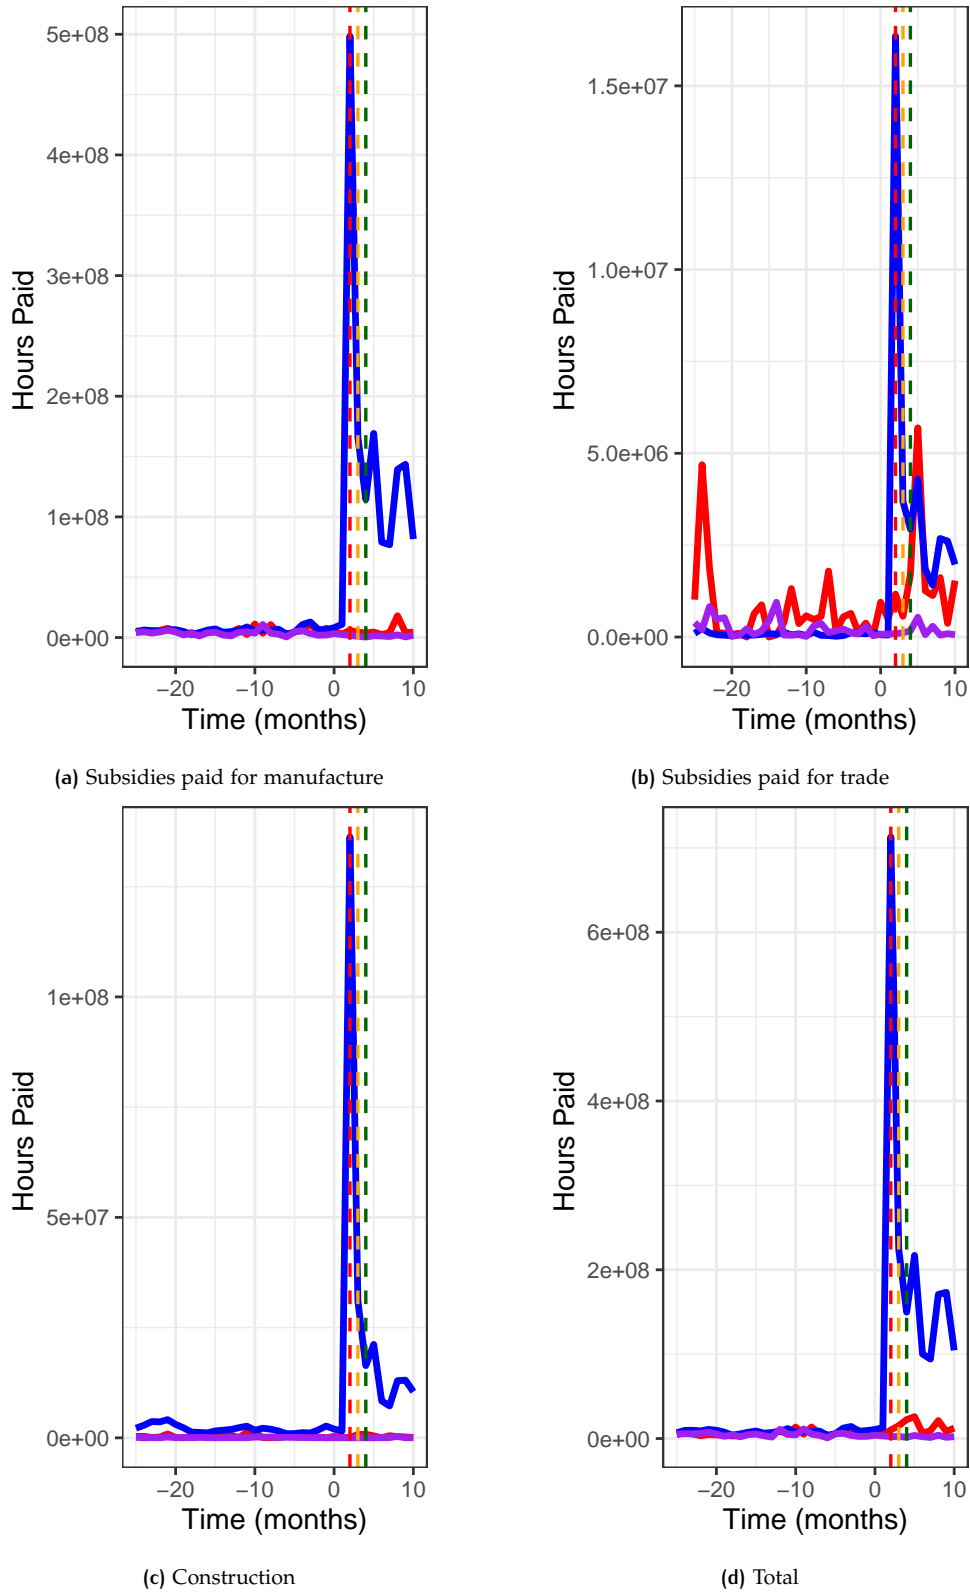 5e+08
4e+08
3e+08
2e+08
1e+08
0e+00
Hours Paid
−20 −10 0 10
Time (months)
(a) Subsidies paid for manufacture
1.5e+07
1.0e+07
5.0e+06
0.0e+00
Hours Paid
−20 −10 0 10
Time (months)
(b) Subsidies paid for trade
1e+08
5e+07
0e+00
Hours Paid
−20 −10 0 10
Time (months)
(c) Construction
6e+08
4e+08
2e+08
0e+00
Hours Paid
−20 −10 0 10
Time (months)
(d) Total